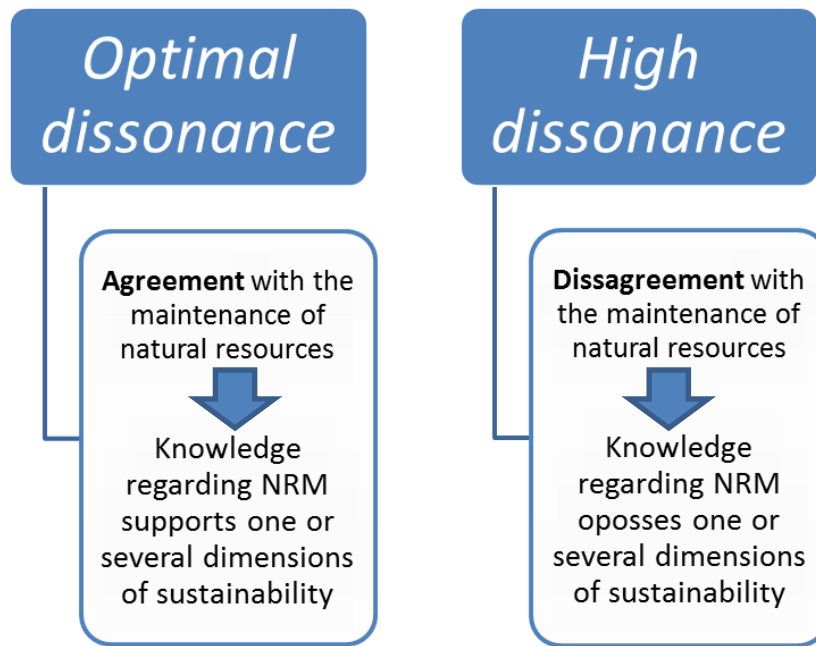 Optimal
dissonance
Agreement with the
maintenance of
natural resources
Knowledge
regarding NRM
supports one or
several dimensions
of sustainability
High
dissonance
Dissagreement with
the maintenance of
natural resources
Knowledge
regarding NRM
oposses one or
several dimensions
of sustainability